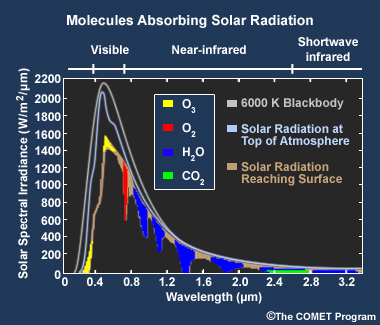 Molecules Absorbing Solar Radiation
Visible
Near-infrared
Shortwave
infrared
Solar Spectral Irradiance (W/m²/µm)
2200
2000
1800
1600
1400
1200
1000
800
600
400
200
0
O₃
O₂
H₂O
CO₂
6000 K Blackbody
Solar Radiation at
Top of Atmosphere
Solar Radiation
Reaching Surface
0 0.4 0.8 1.2 1.6 2.0 2.4 2.8 3.2
Wavelength (µm)
©The COMET Program